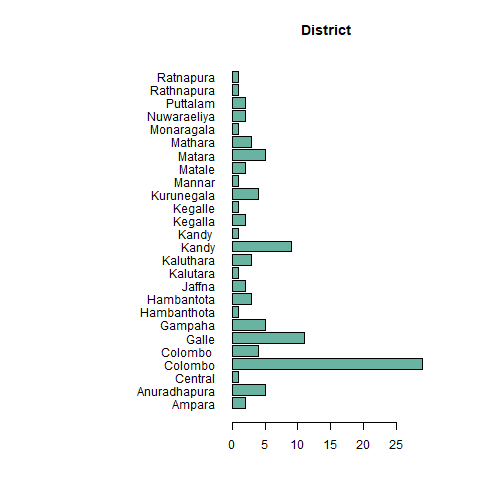 District
Ratnapura
Rathnapura
Puttalam
Nuwaraeliya
Monaragala
Mathara
Matara
Matale
Mannar
Kurunegala
Kegalle
Kegalla
Kandy
Kandy
Kaluthara
Kalutara
Jaffna
Hambantota
Hambanthota
Gampaha
Galle
Colombo
Colombo
Central
Anuradhapura
Ampara
0 5 10 15 20 25